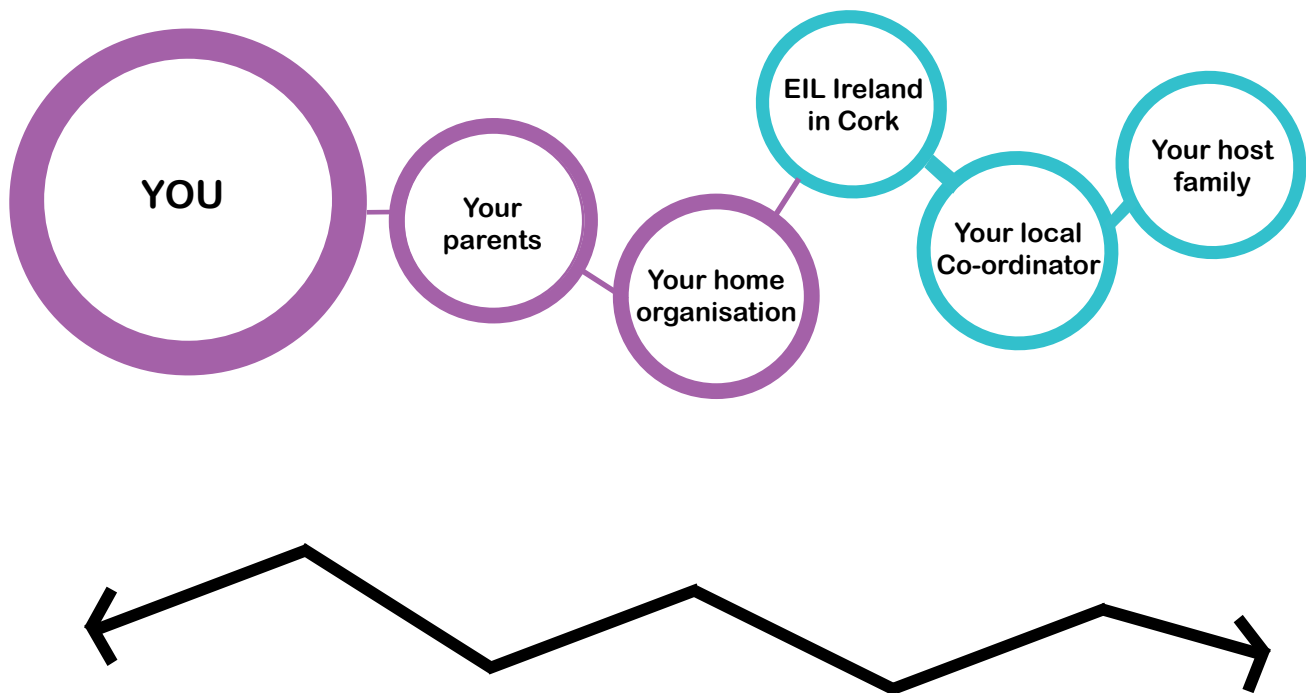 YOU
Your
parents
Your home
organisation
EIL Ireland
in Cork
Your local
Co-ordinator
Your host
family